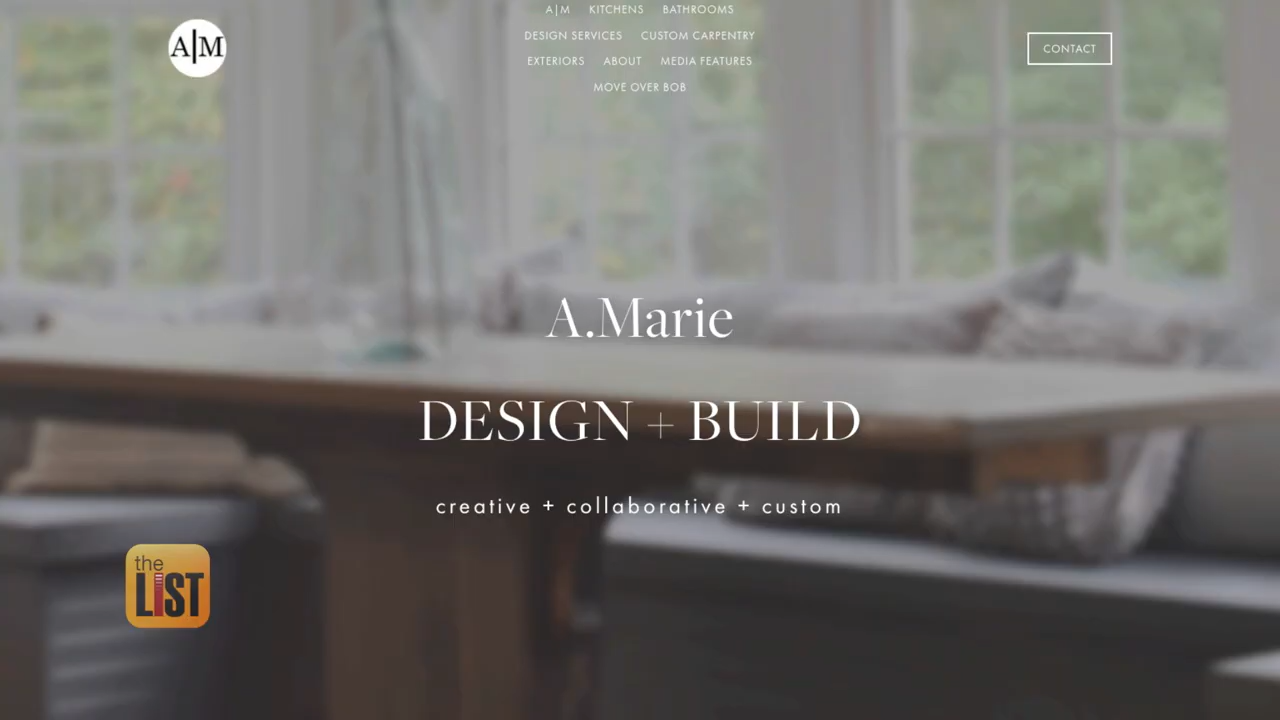 A|M KITCHENS BATHROOMS
A|M
DESIGN SERVICES CUSTOM CARPENTRY
CONTACT
EXTERIORS ABOUT MEDIA FEATURES
MOVE OVER BOB
A.Marie
DESIGN + BUILD
creative + collaborative + custom
the
LIST